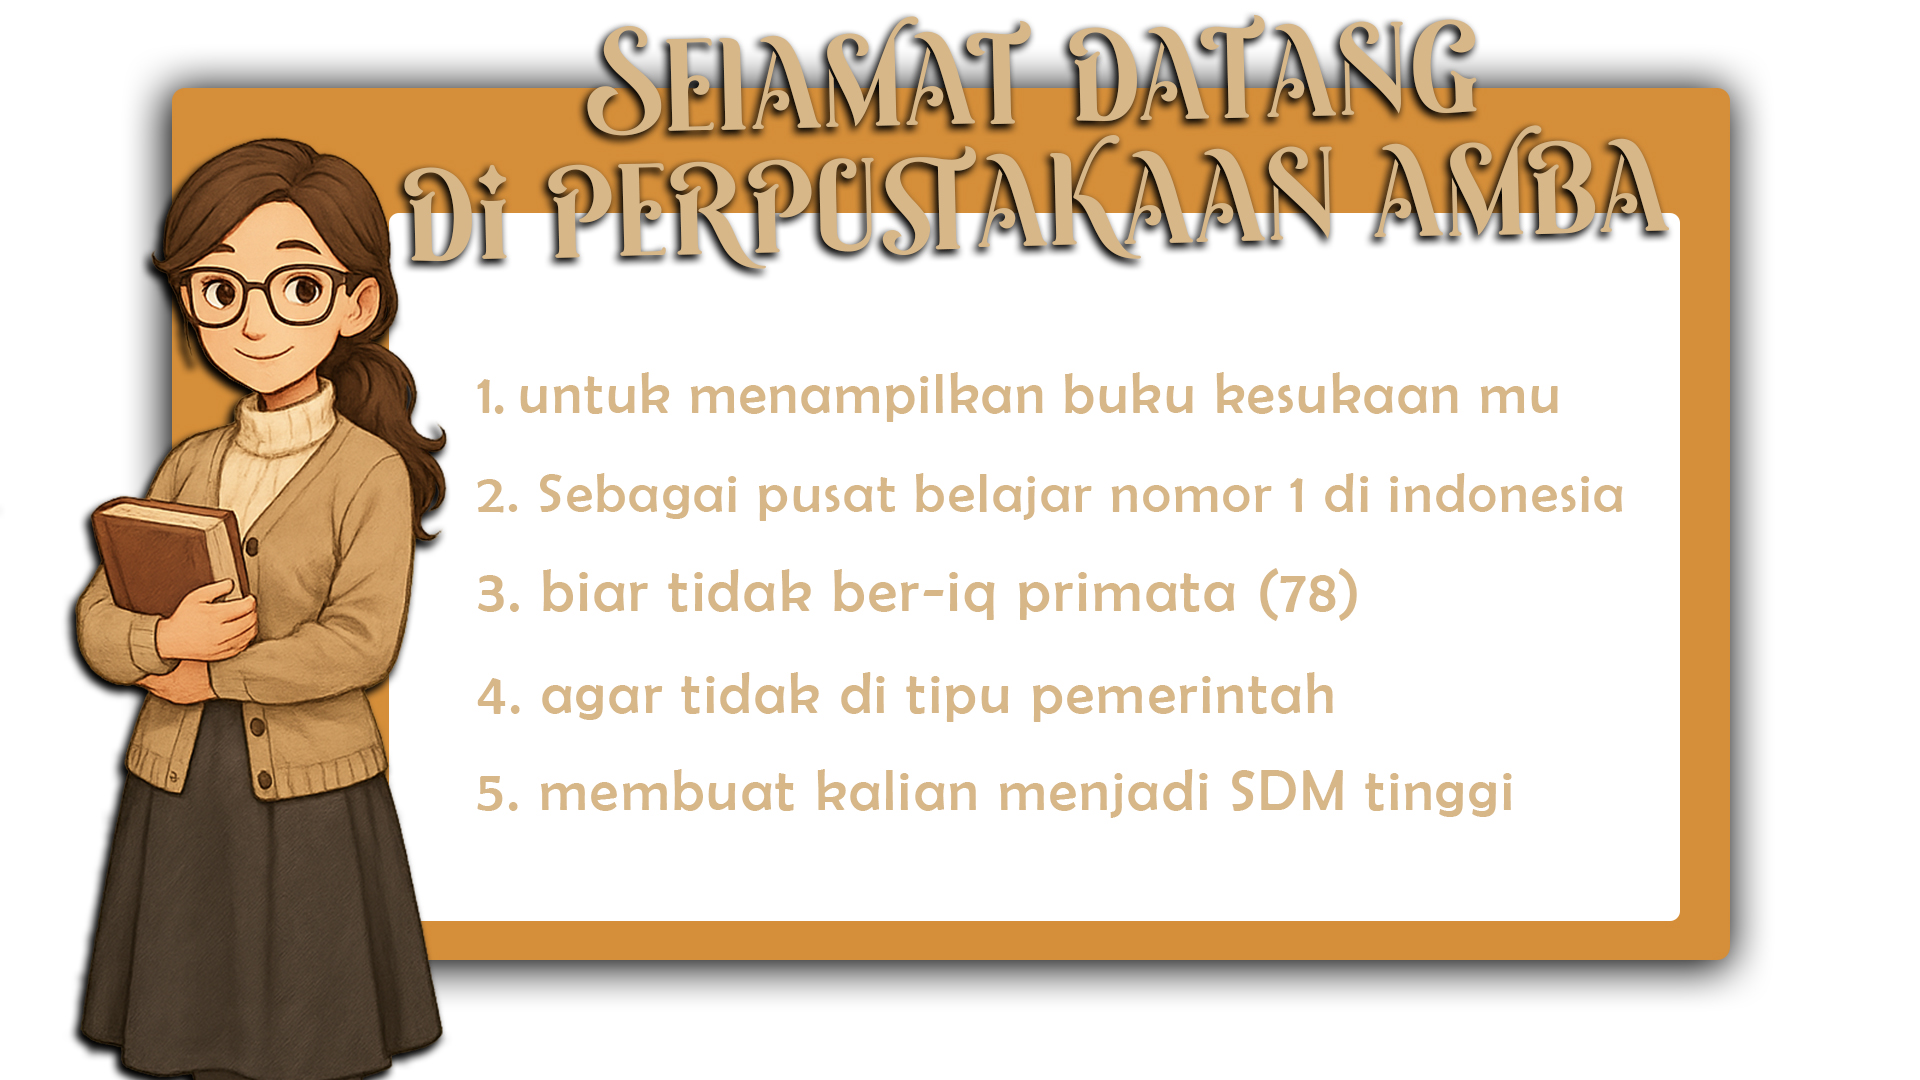 SElAMAT DATANG
Di PERPUSTAKAAN AMBA
1. untuk menampilkan buku kesukaan mu
2. Sebagai pusat belajar nomor 1 di indonesia
3. biar tidak ber-iq primata (78)
4. agar tidak di tipu pemerintah
5. membuat kalian menjadi SDM tinggi